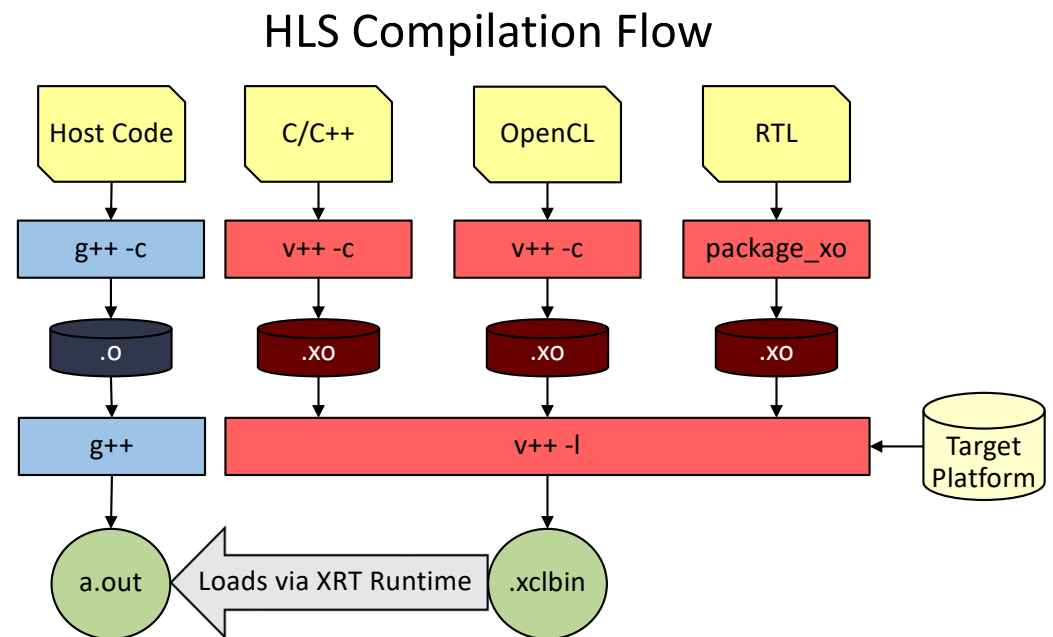 HLS Compilation Flow
Host Code
C/C++
OpenCL
RTL
g++ -c
v++ -c
v++ -c
package_xo
.o
.xo
.xo
.xo
g++
v++ -l
Target
Platform
a.out
Loads via XRT Runtime
.xclbin